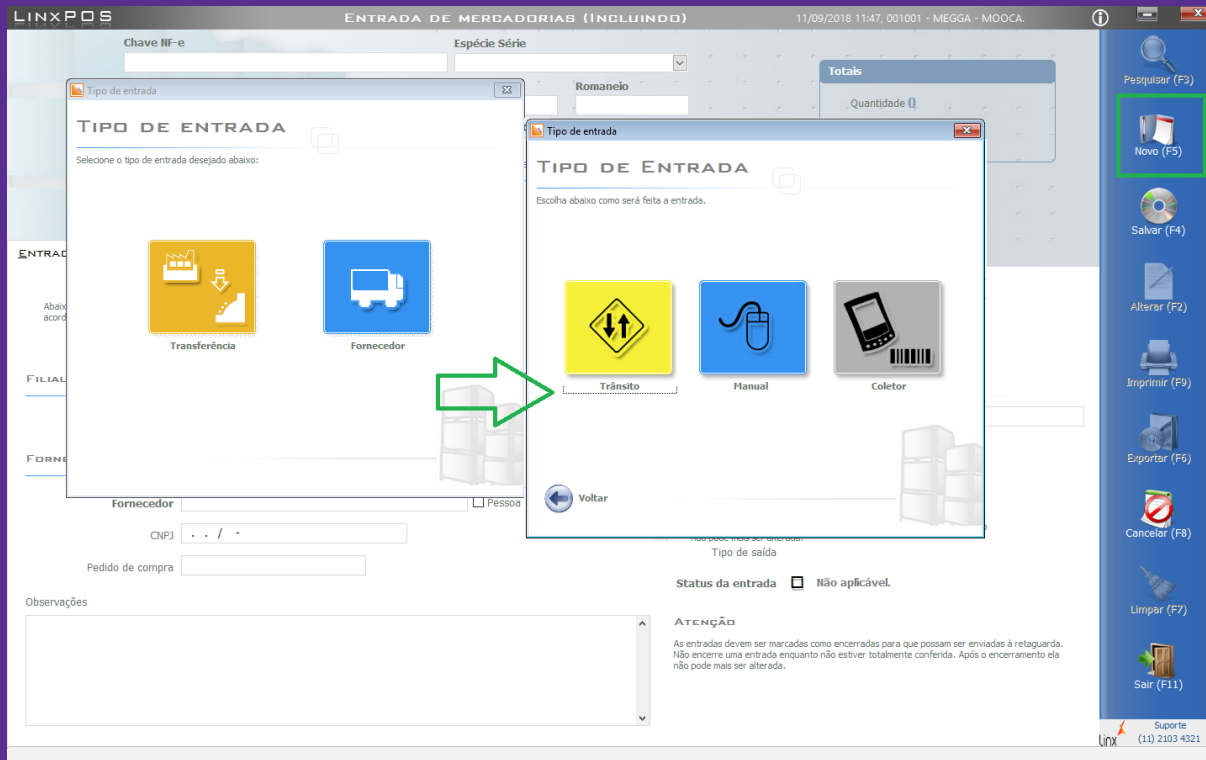 LINXPOS
ENTRADA DE MERCADORIAS (INCLUINDO)
11/09/2018 11:47, 001001 - MEGGA - MOOCA.
Chave NF-e
Espécie Série
Romaneio
Totais
Quantidade 0
Tipo de entrada
TIPO DE ENTRADA
Selecione o tipo de entrada desejado abaixo:
Transferência
Fornecedor
Tipo de entrada
TIPO DE ENTRADA
Escolha abaixo como será feita a entrada.
Trânsito
Manual
Coletor
Voltar
Fornecedor
Pessoa
CNPJ . . / -
Pedido de compra
não pode mais ser alterada.
Tipo de saída
Status da entrada
Não aplicável.
Observações
ATENÇÃO
As entradas devem ser marcadas como encerradas para que possam ser enviadas à retaguarda.
Não encerre uma entrada enquanto não estiver totalmente conferida. Após o encerramento ela
não pode mais ser alterada.
Pesquisar (F3)
Novo (F5)
Salvar (F4)
Alterar (F2)
Imprimir (F9)
Exportar (F6)
Cancelar (F8)
Limpar (F7)
Sair (F11)
Linx
Suporte
(11) 2103 4321